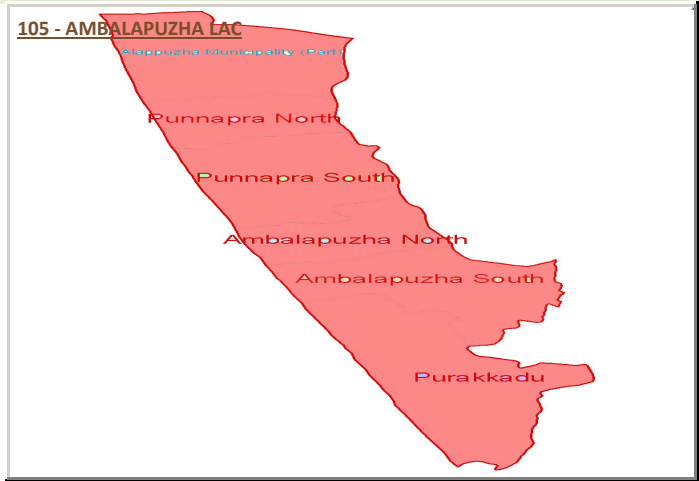 105 - AMBALAPUZHA LAC
Alappuzha Municipality (Part)
Punnapra North
Punnapra South
Ambalapuzha North
Ambalapuzha South
Purakkadu